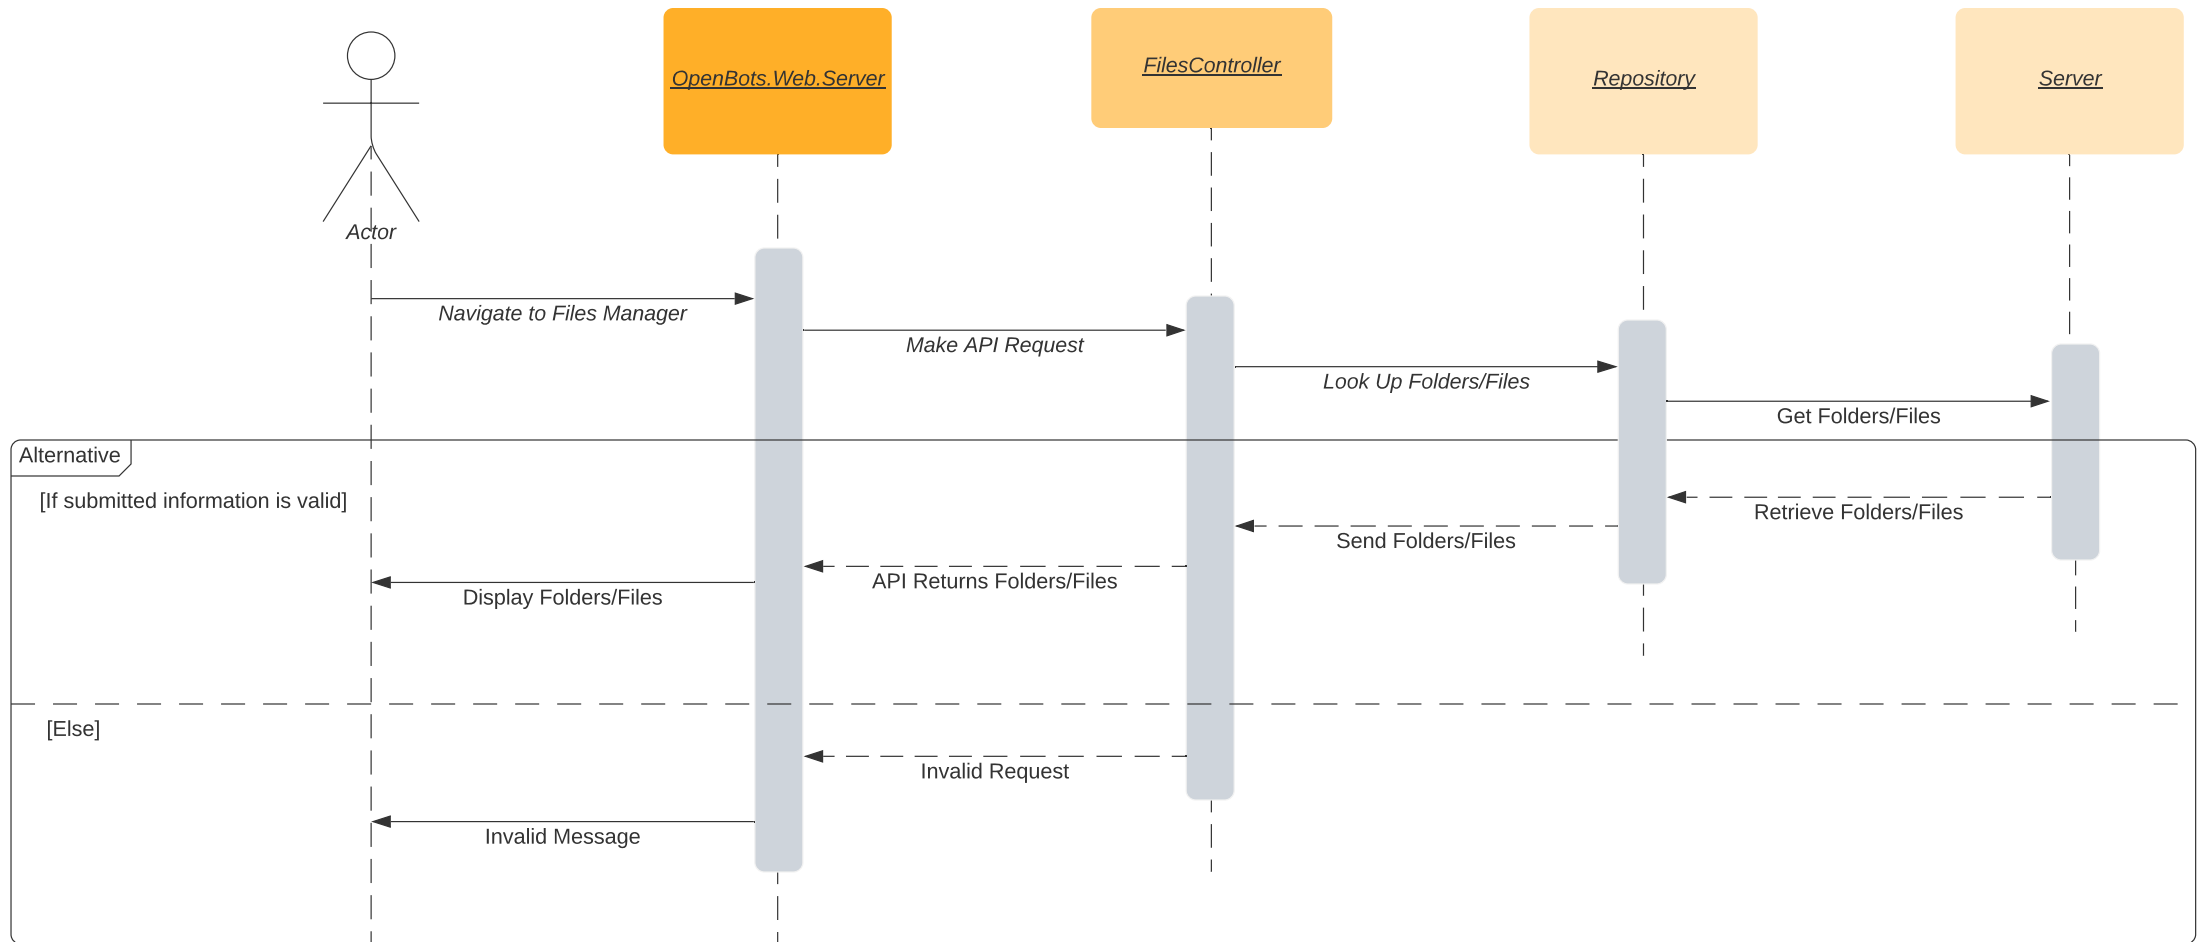 OpenBots.Web.Server
FilesController
Repository
Server
Actor
Navigate to Files Manager
Make API Request
Look Up Folders/Files
Get Folders/Files
Alternative
[If submitted information is valid]
Retrieve Folders/Files
Send Folders/Files
API Returns Folders/Files
Display Folders/Files
[Else]
Invalid Request
Invalid Message